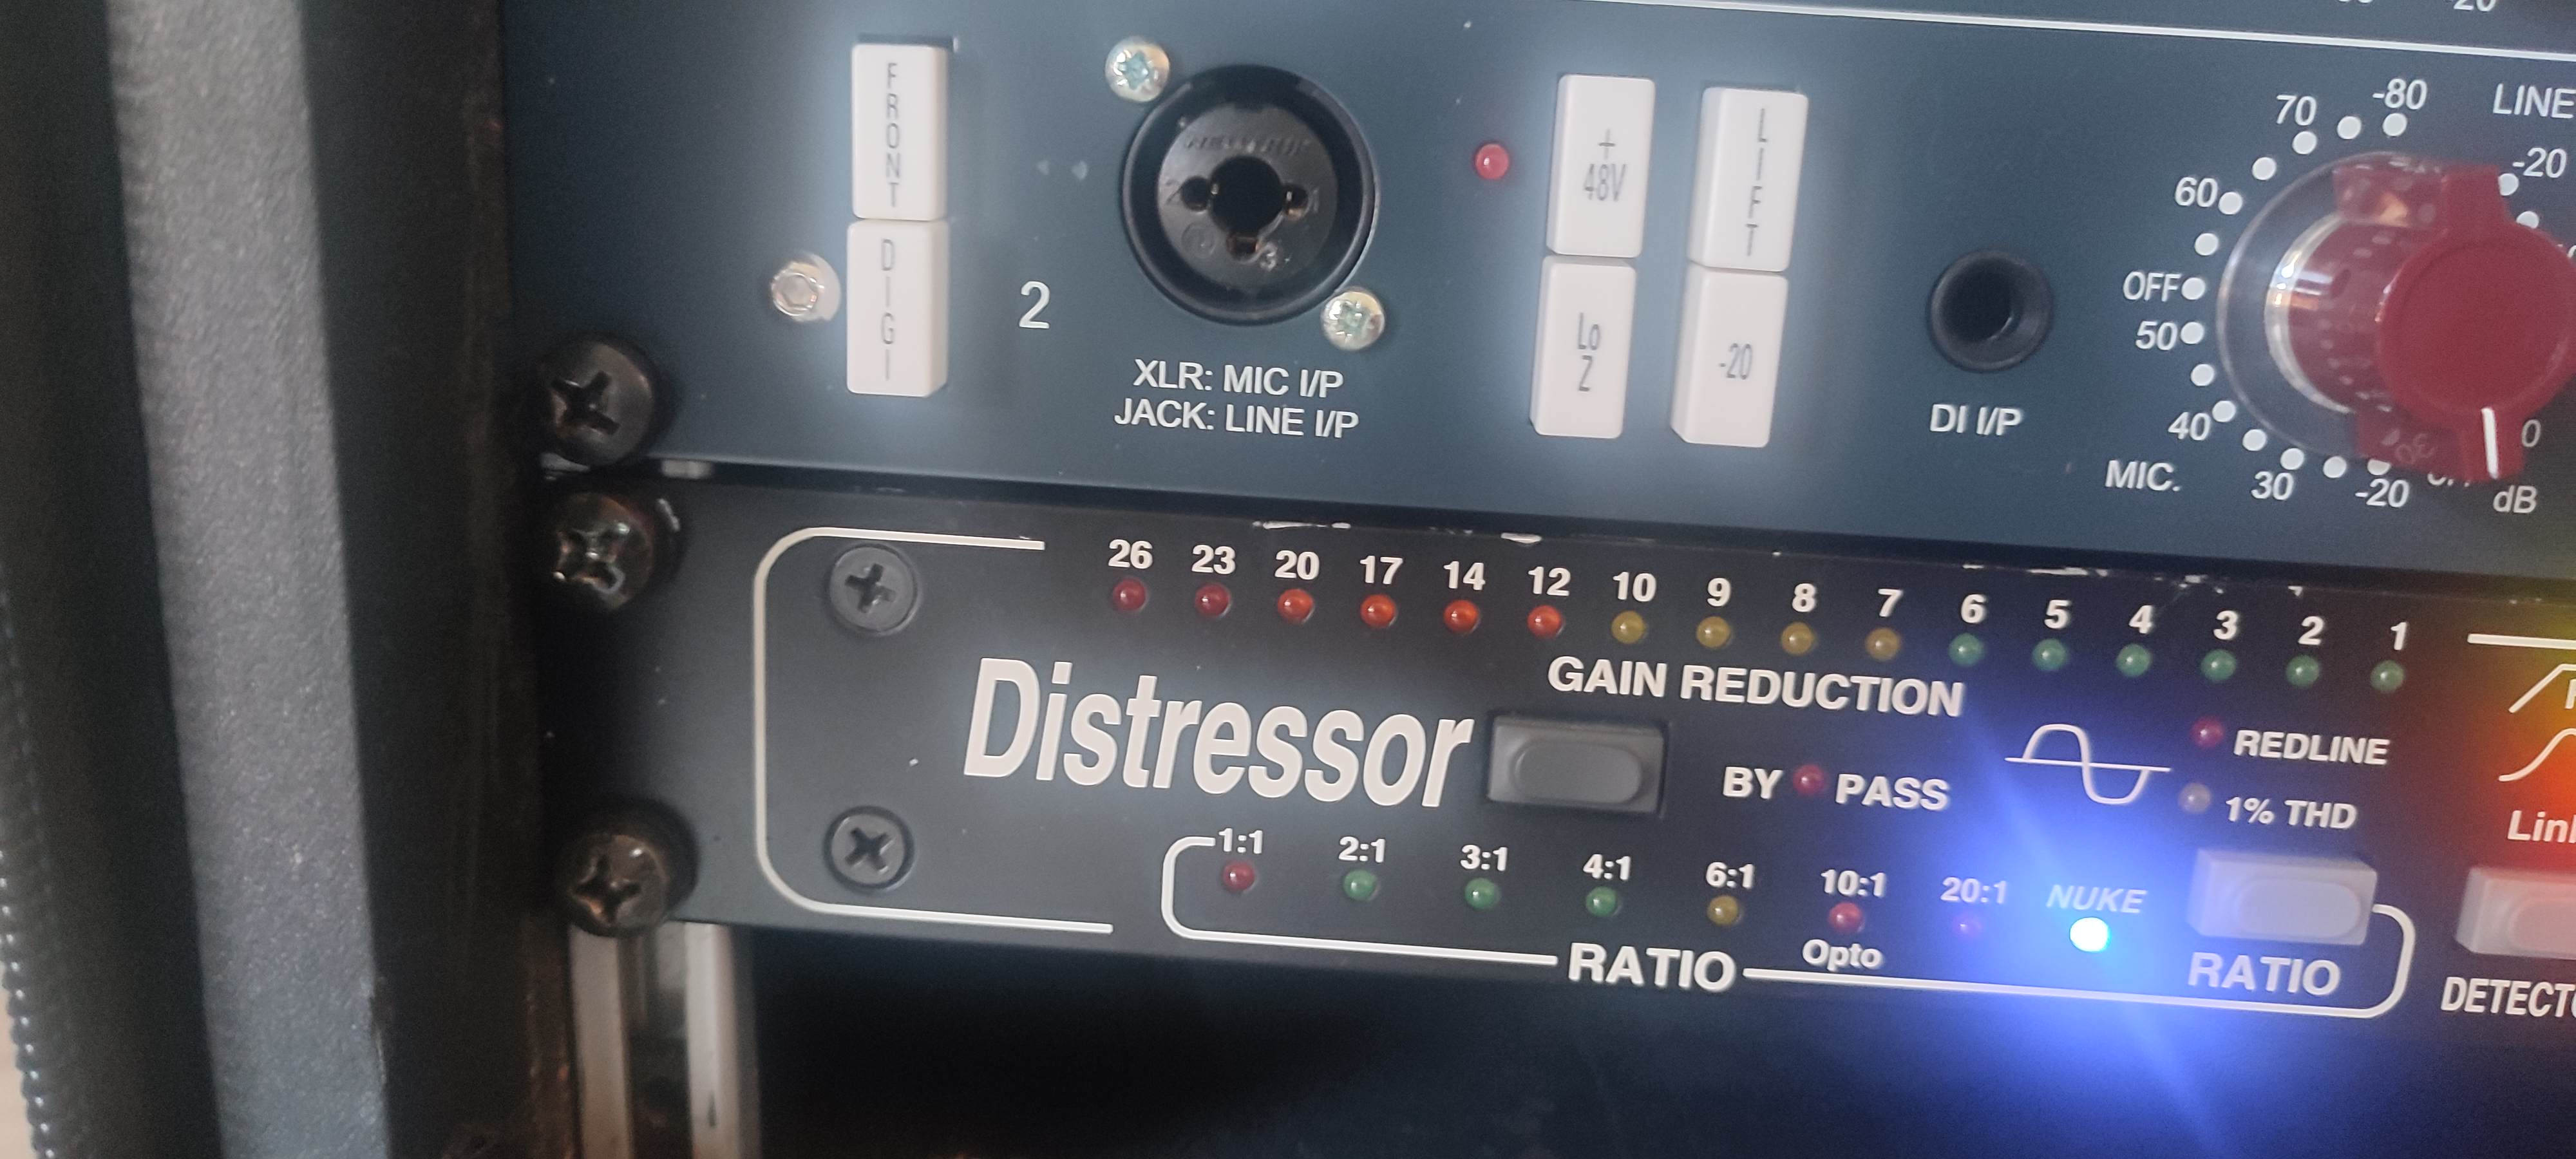 -20
FRONT
DIGI
2
XLR: MIC I/P
JACK: LINE I/P
+
48V
Lo
Z
LIFT
-20
DI I/P
70
-80
LINE
-20
60
OFF
50
40
MIC.
30
-20
0
dB
26 23 20 17 14 12 10 9 8 7 6 5 4 3 2 1
GAIN REDUCTION
Distressor
BY PASS
REDLINE
1% THD
1:1 2:1 3:1 4:1 6:1 10:1 20:1 NUKE
Opto
RATIO
RATIO